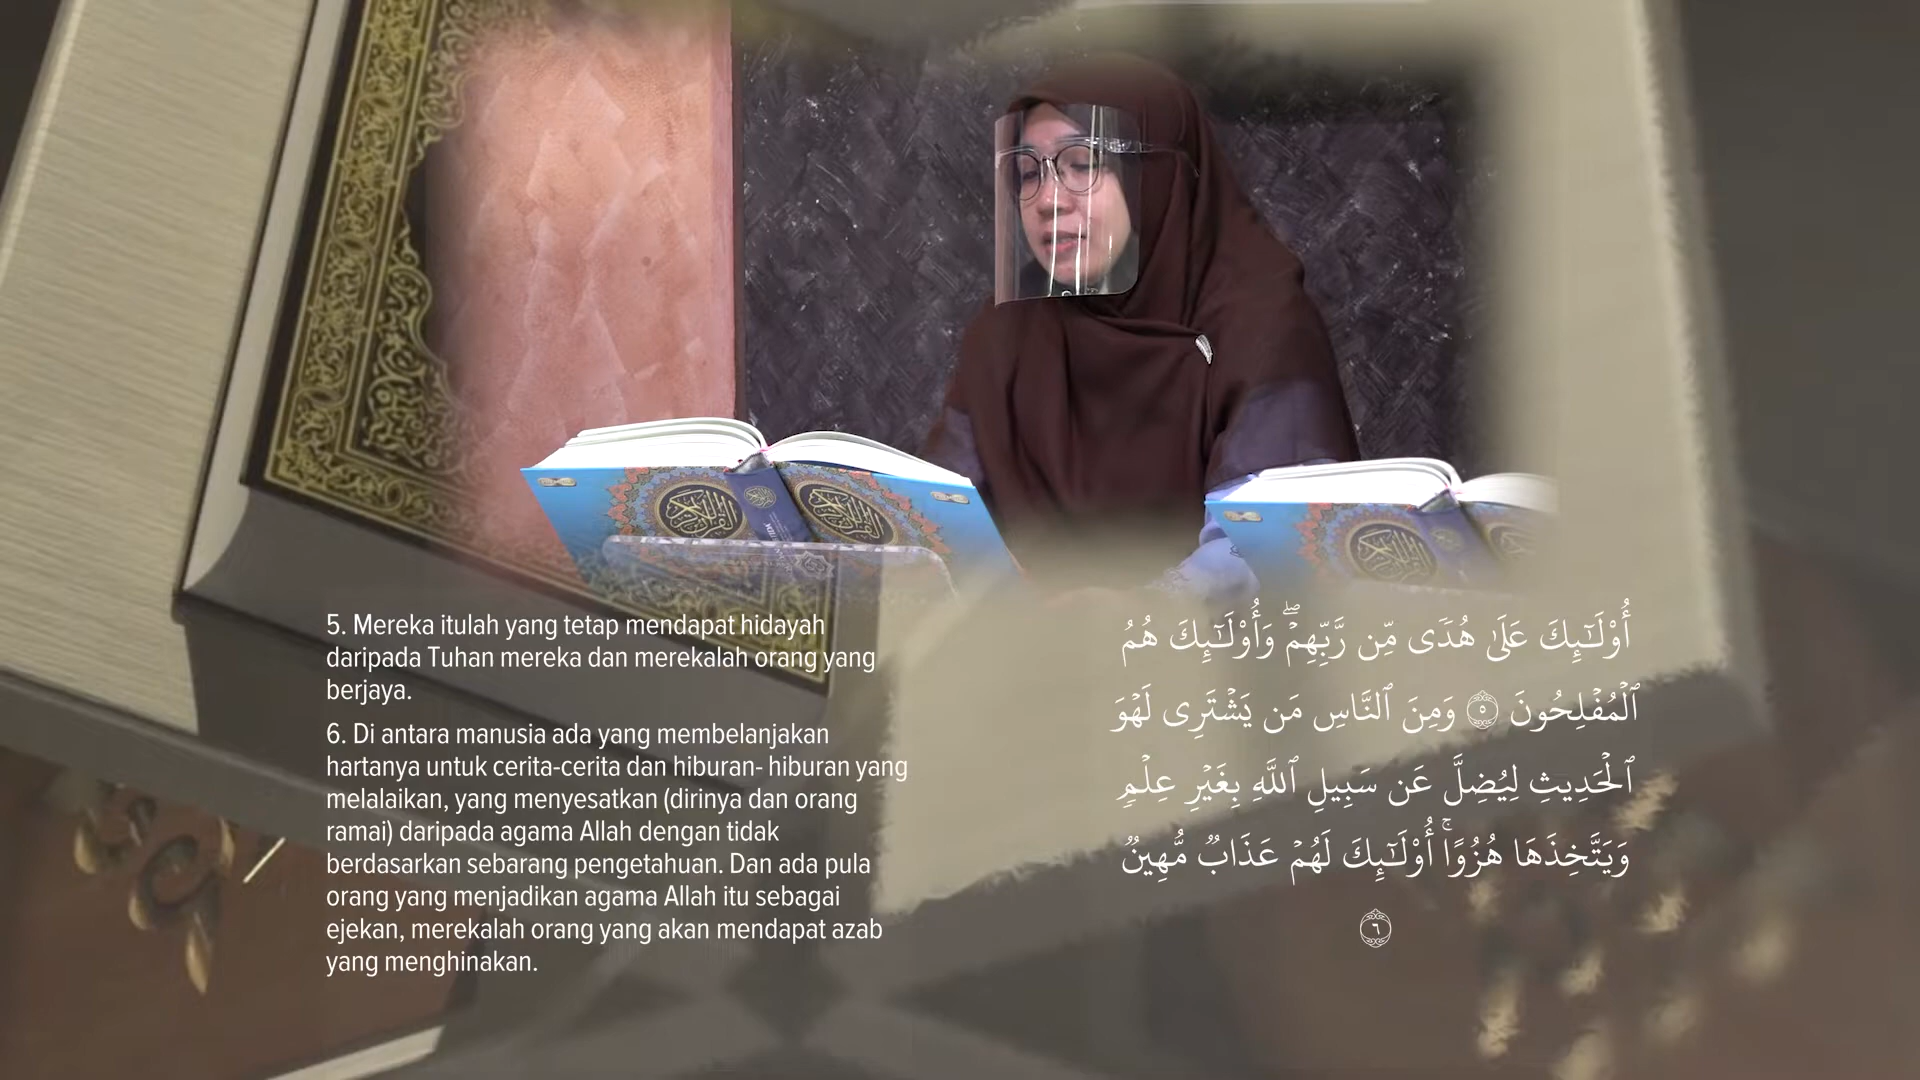 5. Mereka itulah yang tetap mendapat hidayah
daripada Tuhan mereka dan merekalah orang yang
berjaya.
6. Di antara manusia ada yang membelanjakan
hartanya untuk cerita-cerita dan hiburan- hiburan yang
melalaikan, yang menyesatkan (dirinya dan orang
ramai) daripada agama Allah dengan tidak
berdasarkan sebarang pengetahuan. Dan ada pula
orang yang menjadikan agama Allah itu sebagai
ejekan, merekalah orang yang akan mendapat azab
yang menghinakan.
أُو۟لَـٰٓئِكَ عَلَىٰ هُدًى مِّن رَّبِّهِمْ ۖ وَأُو۟لَـٰٓئِكَ هُمُ
ٱلْمُفْلِحُونَ ۝٥ وَمِنَ ٱلنَّاسِ مَن يَشْتَرِى لَهْوَ
ٱلْحَدِيثِ لِيُضِلَّ عَن سَبِيلِ ٱللَّهِ بِغَيْرِ عِلْمٍ
وَيَتَّخِذَهَا هُزُوًا ۚ أُو۟لَـٰٓئِكَ لَهُمْ عَذَابٌ مُّهِينٌ
۝٦